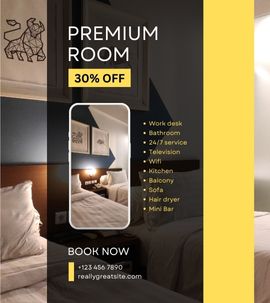 PREMIUM
ROOM
30% OFF
Work desk
Bathroom
24/7 service
Television
Wifi
Kitchen
Balcony
Sofa
Hair dryer
Mini Bar
BOOK NOW
+123 456 7890
reallygreatsite.com